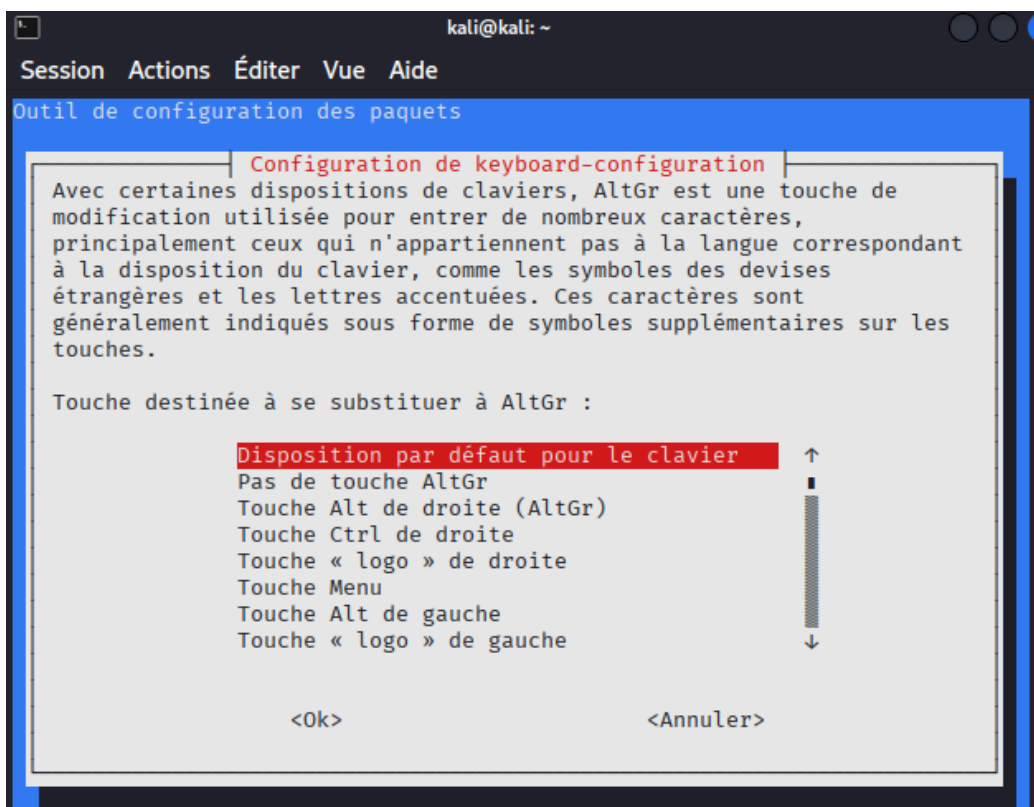 kali@kali: ~
Session Actions Éditer Vue Aide
Outil de configuration des paquets
Configuration de keyboard-configuration
Avec certaines dispositions de claviers, AltGr est une touche de
modification utilisée pour entrer de nombreux caractères,
principalement ceux qui n'appartiennent pas à la langue correspondant
à la disposition du clavier, comme les symboles des devises
étrangères et les lettres accentuées. Ces caractères sont
généralement indiqués sous forme de symboles supplémentaires sur les
touches.
Touche destinée à se substituer à AltGr :
Disposition par défaut pour le clavier ↑
Pas de touche AltGr
Touche Alt de droite (AltGr)
Touche Ctrl de droite
Touche « logo » de droite
Touche Menu
Touche Alt de gauche
Touche « logo » de gauche ↓
<Ok> <Annuler>